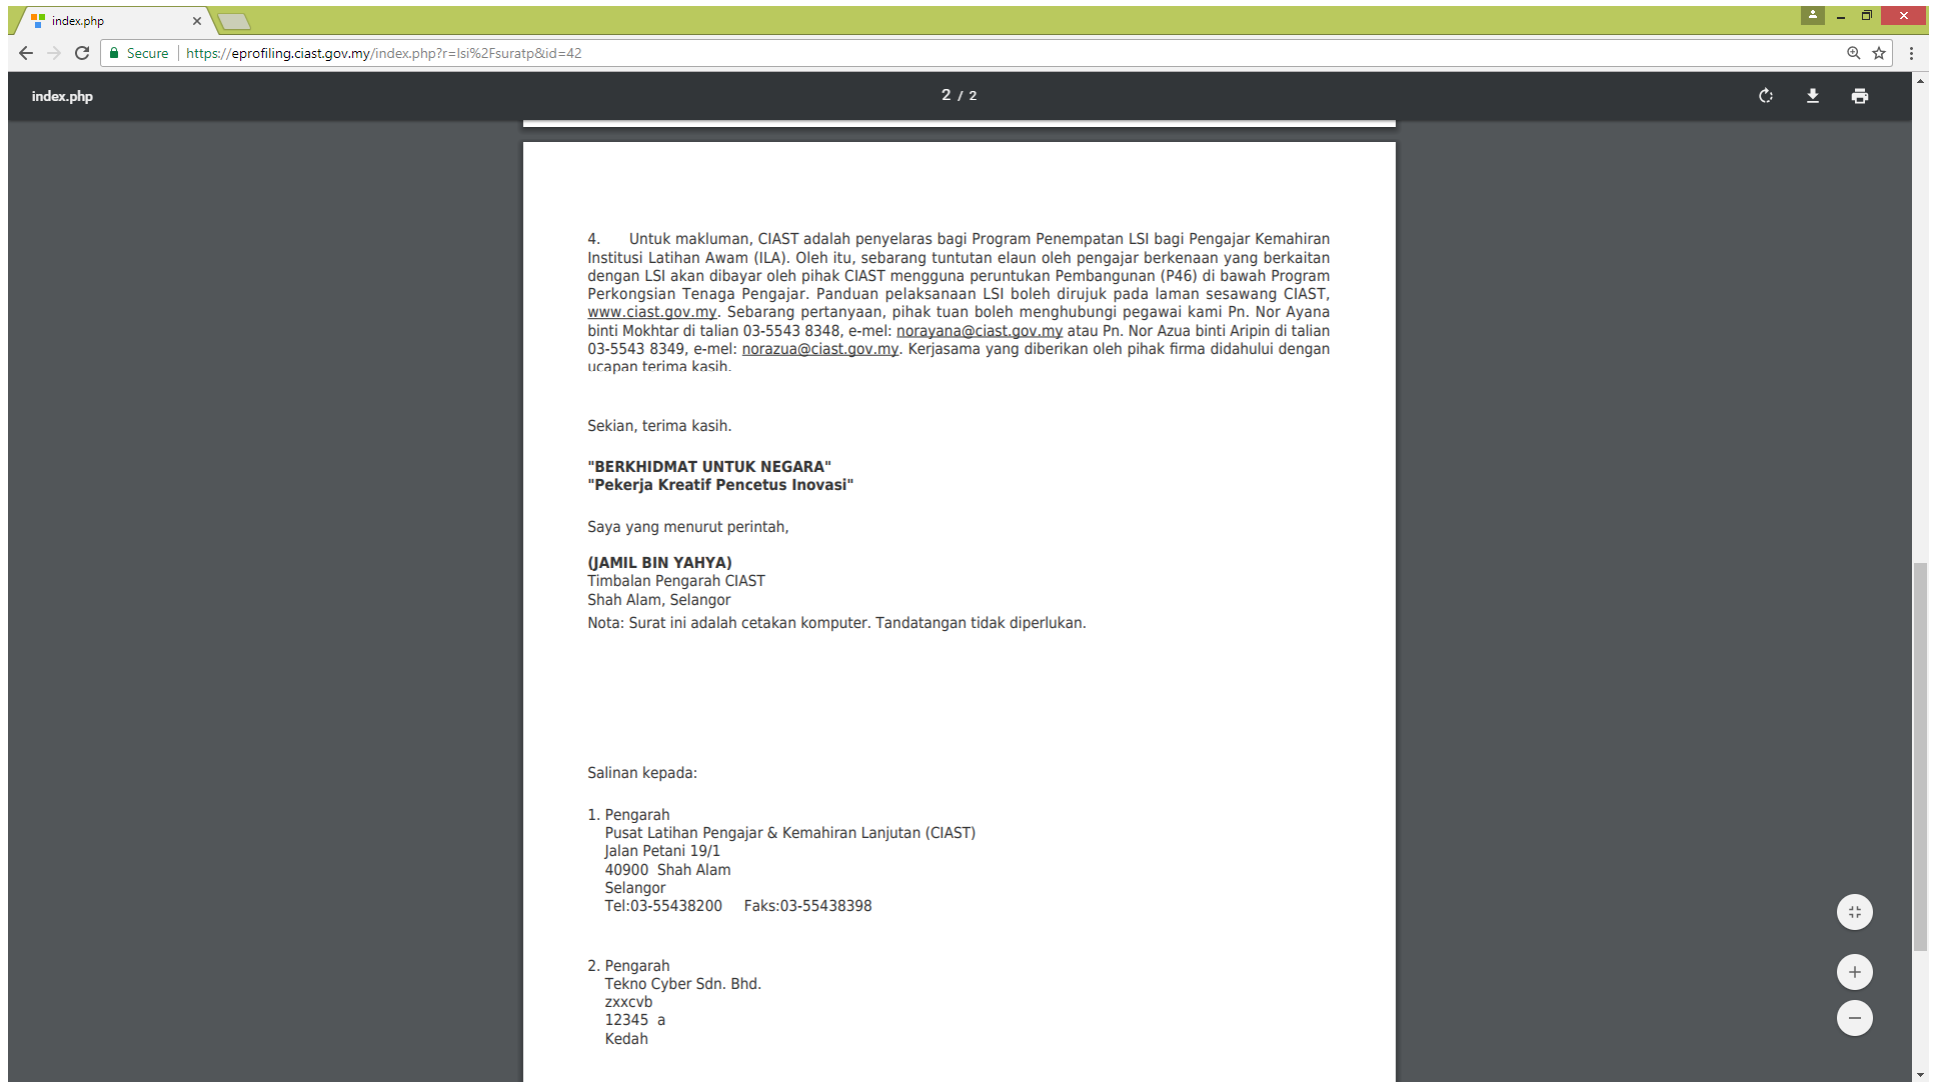 index.php
Secure https://eprofiling.ciast.gov.my/index.php?r=lsi%2Fsuratp&id=42
index.php 2 / 2
4. Untuk makluman, CIAST adalah penyelaras bagi Program Penempatan LSI bagi Pengajar Kemahiran
Institusi Latihan Awam (ILA). Oleh itu, sebarang tuntutan elaun oleh pengajar berkenaan yang berkaitan
dengan LSI akan dibayar oleh pihak CIAST mengguna peruntukan Pembangunan (P46) di bawah Program
Perkongsian Tenaga Pengajar. Panduan pelaksanaan LSI boleh dirujuk pada laman sesawang CIAST,
www.ciast.gov.my. Sebarang pertanyaan, pihak tuan boleh menghubungi pegawai kami Pn. Nor Ayana
binti Mokhtar di talian 03-5543 8348, e-mel: norayana@ciast.gov.my atau Pn. Nor Azua binti Aripin di talian
03-5543 8349, e-mel: norazua@ciast.gov.my. Kerjasama yang diberikan oleh pihak firma didahului dengan
ucapan terima kasih.
Sekian, terima kasih.
"BERKHIDMAT UNTUK NEGARA"
"Pekerja Kreatif Pencetus Inovasi"
Saya yang menurut perintah,
(JAMIL BIN YAHYA)
Timbalan Pengarah CIAST
Shah Alam, Selangor
Nota: Surat ini adalah cetakan komputer. Tandatangan tidak diperlukan.
Salinan kepada:
1. Pengarah
Pusat Latihan Pengajar & Kemahiran Lanjutan (CIAST)
Jalan Petani 19/1
40900 Shah Alam
Selangor
Tel:03-55438200 Faks:03-55438398
2. Pengarah
Tekno Cyber Sdn. Bhd.
zxxcvb
12345 a
Kedah